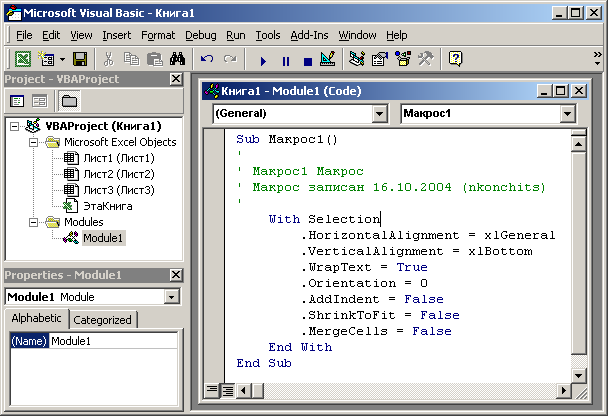 Microsoft Visual Basic - Книга1
File Edit View Insert Format Debug Run Tools Add-Ins Window Help
Project - VBAProject
VBAProject (Книга1)
Microsoft Excel Objects
Лист1 (Лист1)
Лист2 (Лист2)
Лист3 (Лист3)
ЭтаКнига
Modules
Module1
Properties - Module1
Module1 Module
Alphabetic Categorized
(Name) Module1
Книга1 - Module1 (Code)
(General) Макрос1
Sub Макрос1()
'
' Макрос1 Макрос
' Макрос записан 16.10.2004 (nkonchits)
'
With Selection
.HorizontalAlignment = xlGeneral
.VerticalAlignment = xlBottom
.WrapText = True
.Orientation = 0
.AddIndent = False
.ShrinkToFit = False
.MergeCells = False
End With
End Sub